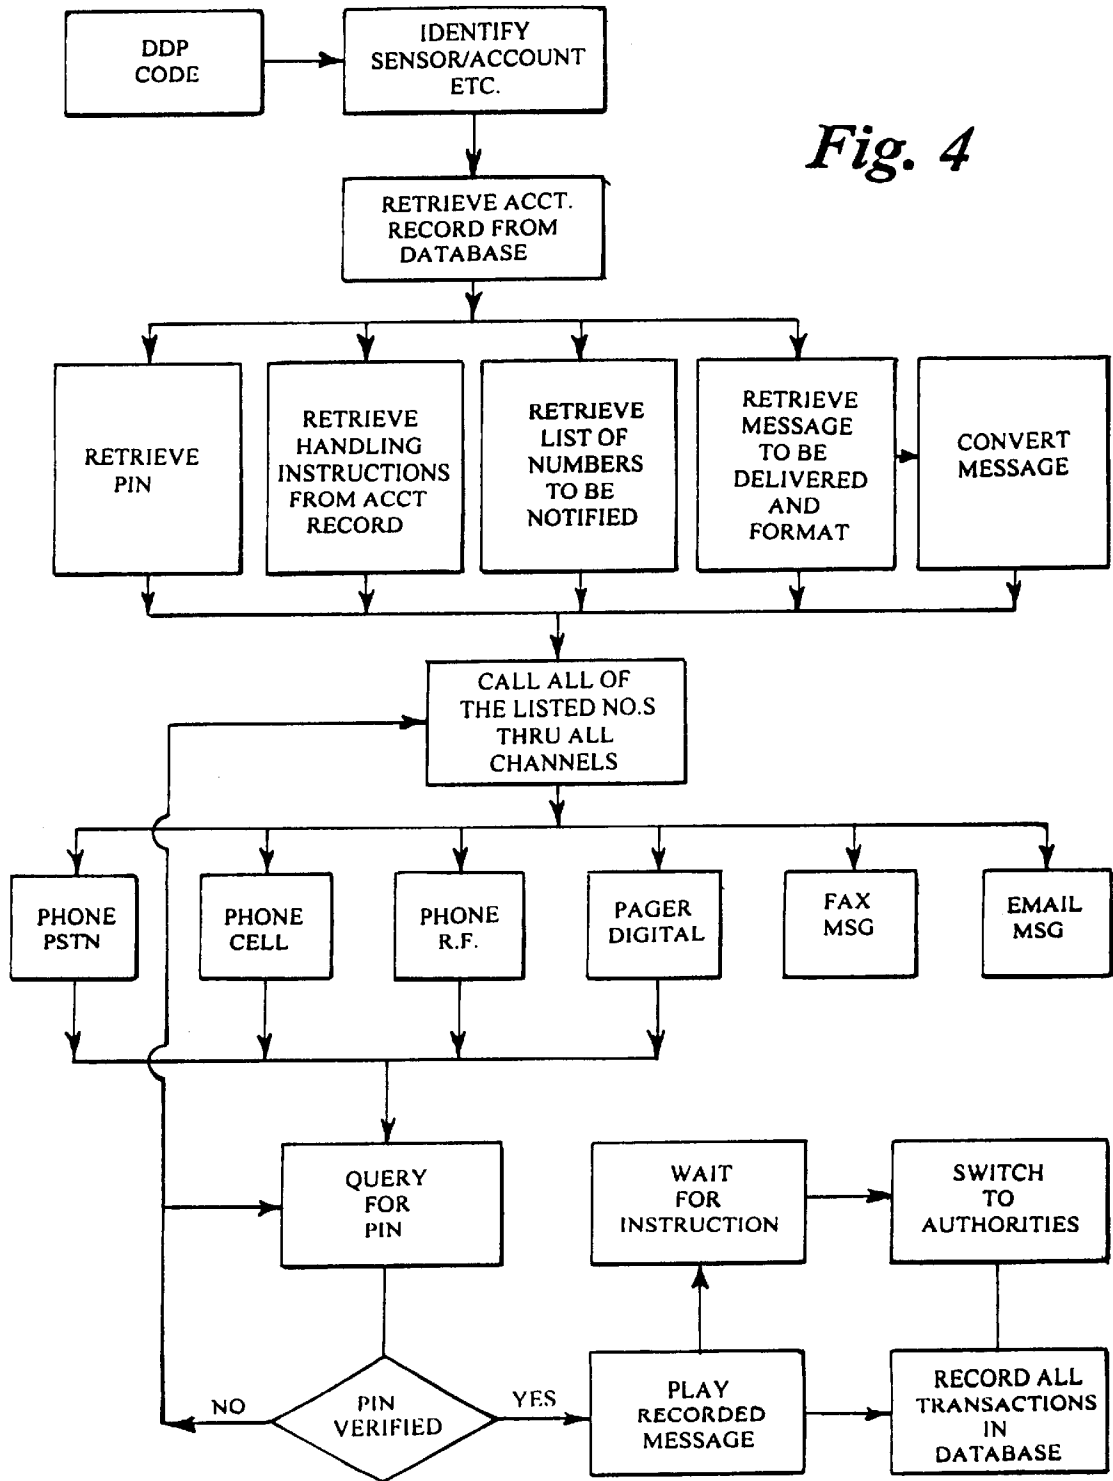 DDP
CODE
IDENTIFY
SENSOR/ACCOUNT
ETC.
Fig. 4
RETRIEVE ACCT.
RECORD FROM
DATABASE
RETRIEVE
PIN
RETRIEVE
HANDLING
INSTRUCTIONS
FROM ACCT
RECORD
RETRIEVE
LIST OF
NUMBERS
TO BE
NOTIFIED
RETRIEVE
MESSAGE
TO BE
DELIVERED
AND
FORMAT
CONVERT
MESSAGE
CALL ALL OF
THE LISTED NO.S
THRU ALL
CHANNELS
PHONE
PSTN
PHONE
CELL
PHONE
R.F.
PAGER
DIGITAL
FAX
MSG
EMAIL
MSG
QUERY
FOR
PIN
WAIT
FOR
INSTRUCTION
SWITCH
TO
AUTHORITIES
NO
PIN
VERIFIED
YES
PLAY
RECORDED
MESSAGE
RECORD ALL
TRANSACTIONS
IN
DATABASE